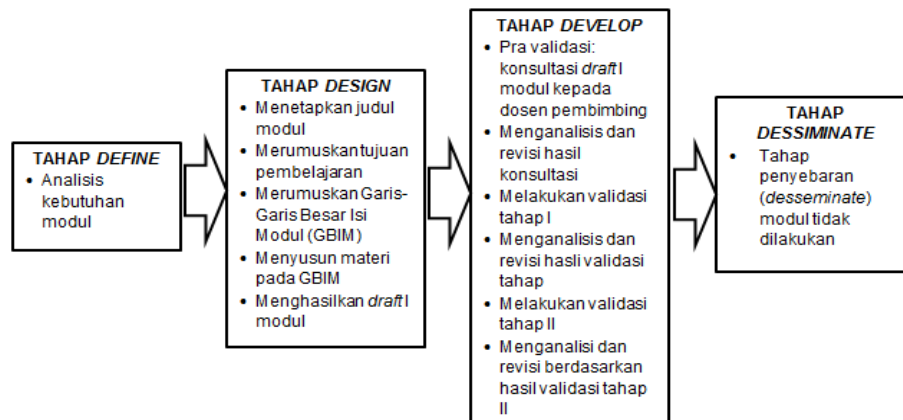 TAHAP DEFINE
• Analisis
kebutuhan
modul
TAHAP DESIGN
• Menetapkan judul
modul
• Merumuskan tujuan
pembelajaran
• Merumuskan Garis-
Garis Besar Isi
Modul (GBIM)
• Menyusun materi
pada GBIM
• Menghasilkan draft I
modul
TAHAP DEVELOP
• Pra validasi:
konsultasi draft I
modul kepada
dosen pembimbing
• Menganalisis dan
revisi hasil
konsultasi
• Melakukan validasi
tahap I
• Menganalisis dan
revisi hasli validasi
tahap
• Melakukan validasi
tahap II
• Menganalisi dan
revisi berdasarkan
hasil validasi tahap
II
TAHAP
DESSIMINATE
• Tahap
penyebaran
(desseminate)
modul tidak
dilakukan